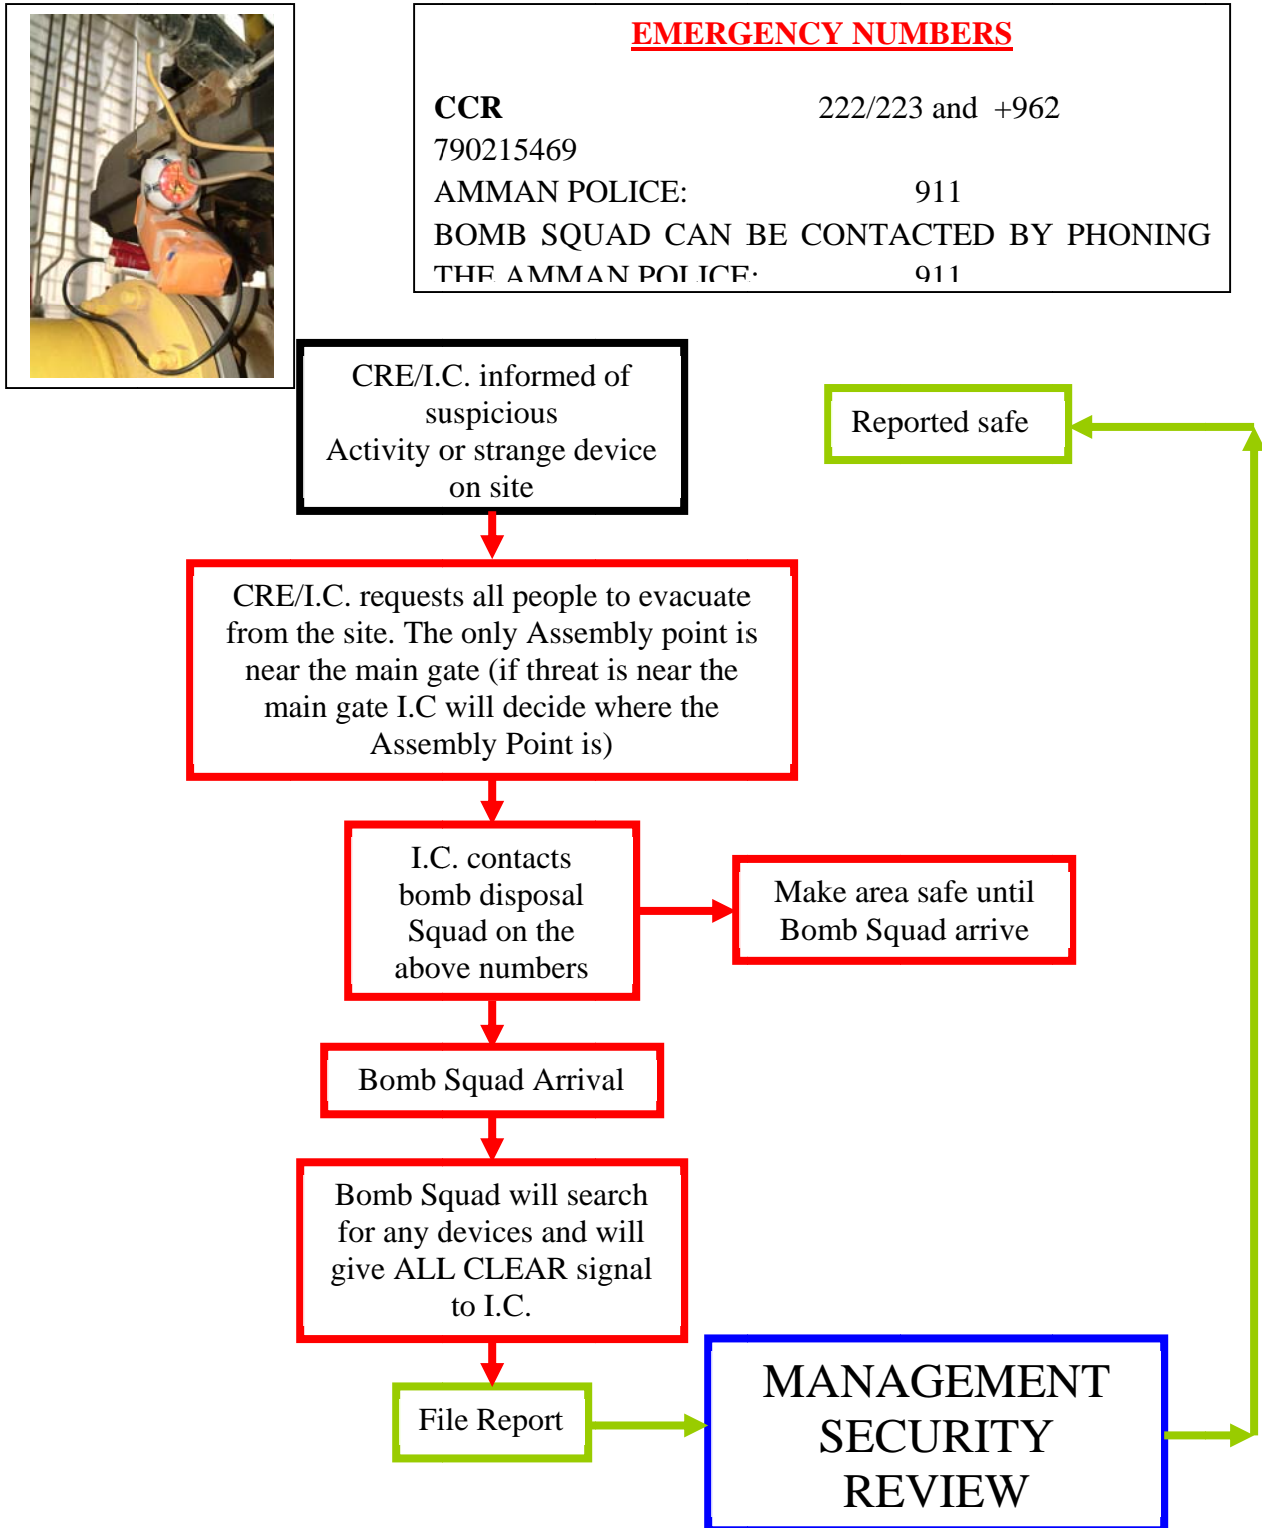 EMERGENCY NUMBERS
CCR 222/223 and +962
790215469
AMMAN POLICE: 911
BOMB SQUAD CAN BE CONTACTED BY PHONING
THE AMMAN POLICE: 911
CRE/I.C. informed of
suspicious
Activity or strange device
on site
Reported safe
CRE/I.C. requests all people to evacuate
from the site. The only Assembly point is
near the main gate (if threat is near the
main gate I.C will decide where the
Assembly Point is)
I.C. contacts
bomb disposal
Squad on the
above numbers
Make area safe until
Bomb Squad arrive
Bomb Squad Arrival
Bomb Squad will search
for any devices and will
give ALL CLEAR signal
to I.C.
File Report
MANAGEMENT
SECURITY
REVIEW